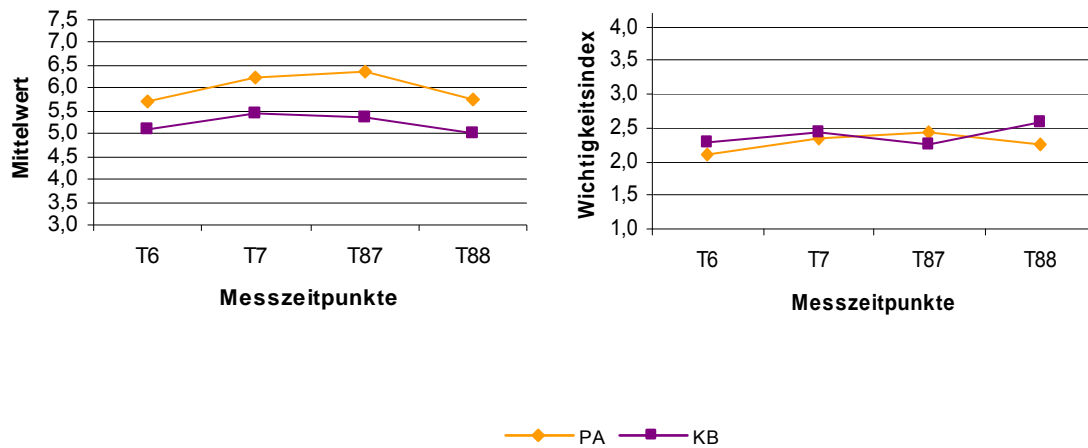 Mittelwert
7,5
7,0
6,5
6,0
5,5
5,0
4,5
4,0
3,5
3,0
T6 T7 T87 T88
Messzeitpunkte
Wichtigkeitsindex
4,0
3,5
3,0
2,5
2,0
1,5
1,0
T6 T7 T87 T88
Messzeitpunkte
PA KB